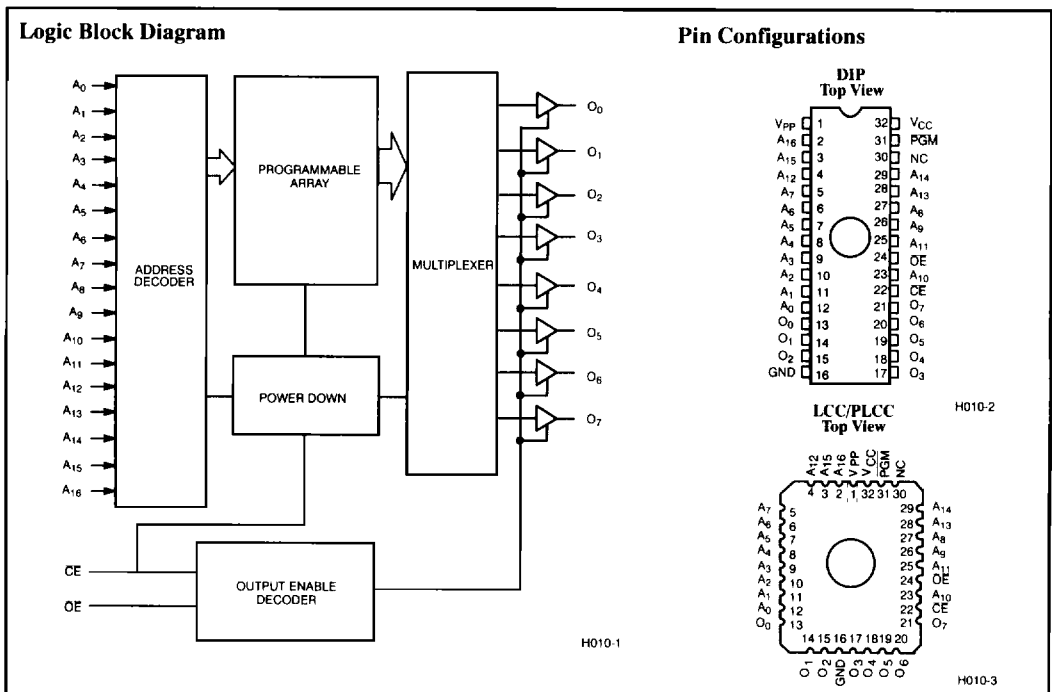 Logic Block Diagram
A₀
A₁
A₂
A₃
A₄
A₅
A₆
A₇
A₈
A₉
A₁₀
A₁₁
A₁₂
A₁₃
A₁₄
A₁₅
A₁₆
ADDRESS
DECODER
PROGRAMMABLE
ARRAY
POWER DOWN
MULTIPLEXER
O₀
O₁
O₂
O₃
O₄
O₅
O₆
O₇
CE
OE
OUTPUT ENABLE
DECODER
H010-1
Pin Configurations
DIP
Top View
V_PP 1 32 V_CC
A₁₆ 2 31 PGM
A₁₅ 3 30 NC
A₁₂ 4 29 A₁₄
A₇ 5 28 A₁₃
A₆ 6 27 A₈
A₅ 7 26 A₉
A₄ 8 25 A₁₁
A₃ 9 24 OE
A₂ 10 23 A₁₀
A₁ 11 22 CE
A₀ 12 21 O₇
O₀ 13 20 O₆
O₁ 14 19 O₅
O₂ 15 18 O₄
GND 16 17 O₃
H010-2
LCC/PLCC
Top View
A₁₂ A₁₅ A₁₆ V_PP V_CC PGM NC
4 3 2 1 32 31 30
A₇ 5 29 A₁₄
A₆ 6 28 A₁₃
A₅ 7 27 A₈
A₄ 8 26 A₉
A₃ 9 25 A₁₁
A₂ 10 24 OE
A₁ 11 23 A₁₀
A₀ 12 22 CE
O₀ 13 21 O₇
14 15 16 17 18 19 20
O₁ O₂ GND O₃ O₄ O₅ O₆
H010-3